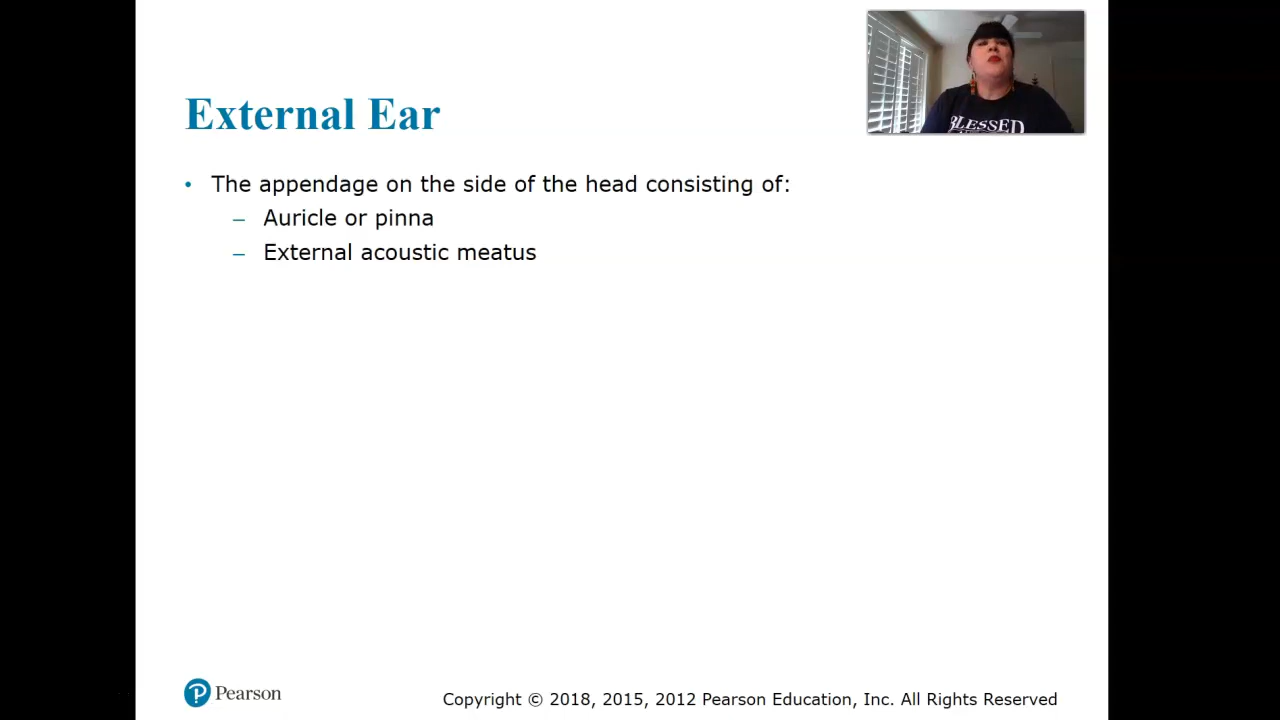 External Ear
BLESSED
• The appendage on the side of the head consisting of:
– Auricle or pinna
– External acoustic meatus
Pearson
Copyright © 2018, 2015, 2012 Pearson Education, Inc. All Rights Reserved